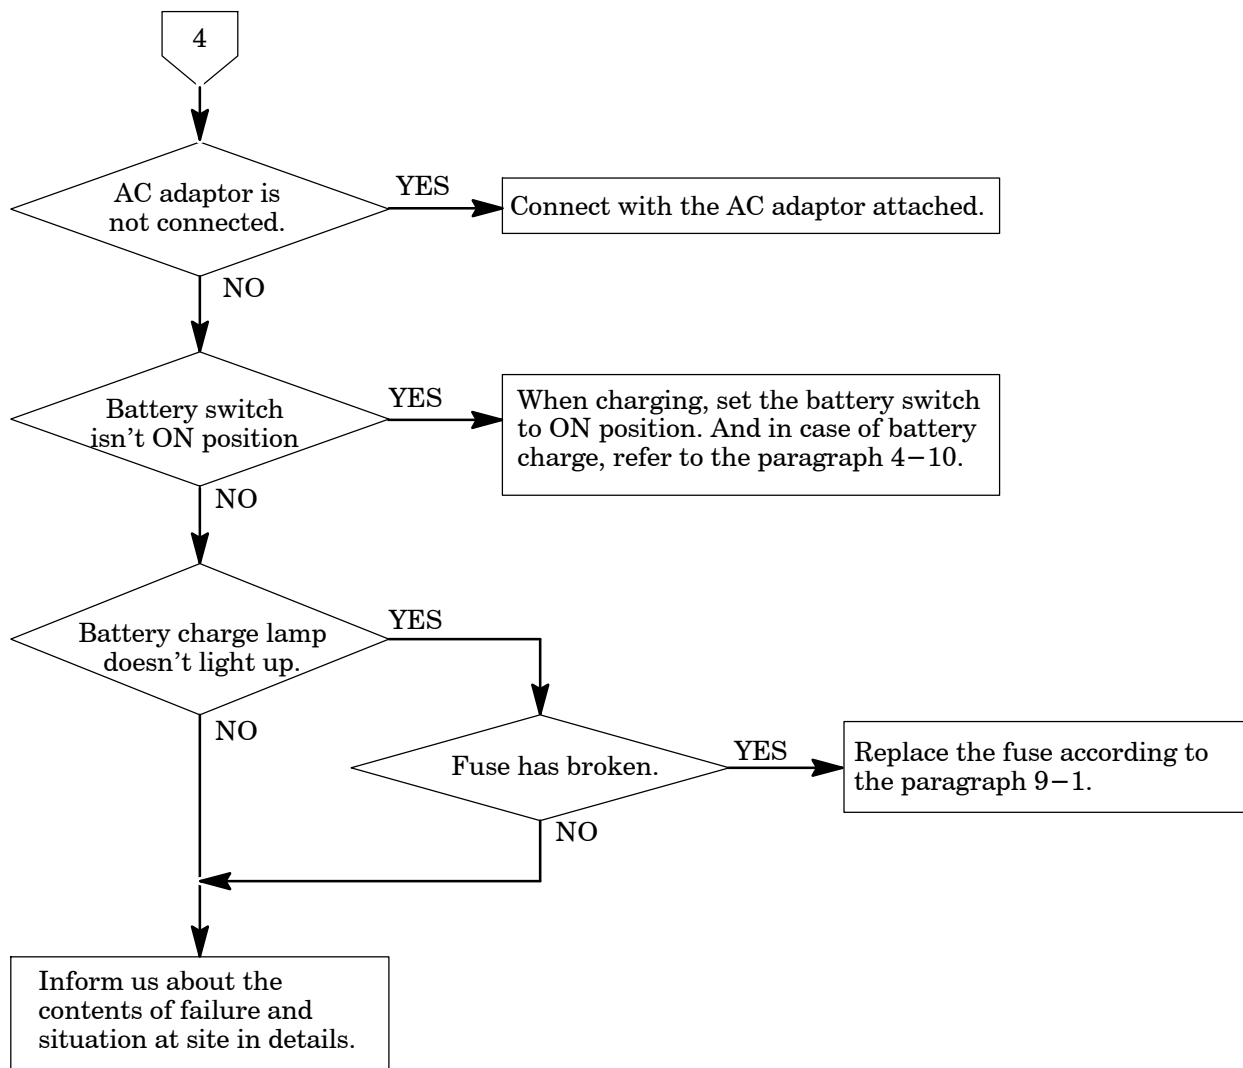 4
AC adaptor is
not connected.
YES
Connect with the AC adaptor attached.
NO
Battery switch
isn't ON position
YES
When charging, set the battery switch
to ON position. And in case of battery
charge, refer to the paragraph 4−10.
NO
Battery charge lamp
doesn't light up.
YES
NO
Fuse has broken.
YES
Replace the fuse according to
the paragraph 9−1.
NO
Inform us about the
contents of failure and
situation at site in details.